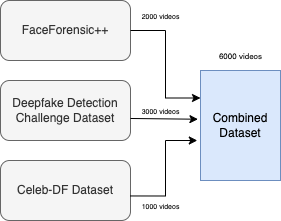 2000 videos
FaceForensic++
6000 videos
Deepfake Detection
Challenge Dataset
3000 videos
Combined
Dataset
Celeb-DF Dataset
1000 videos